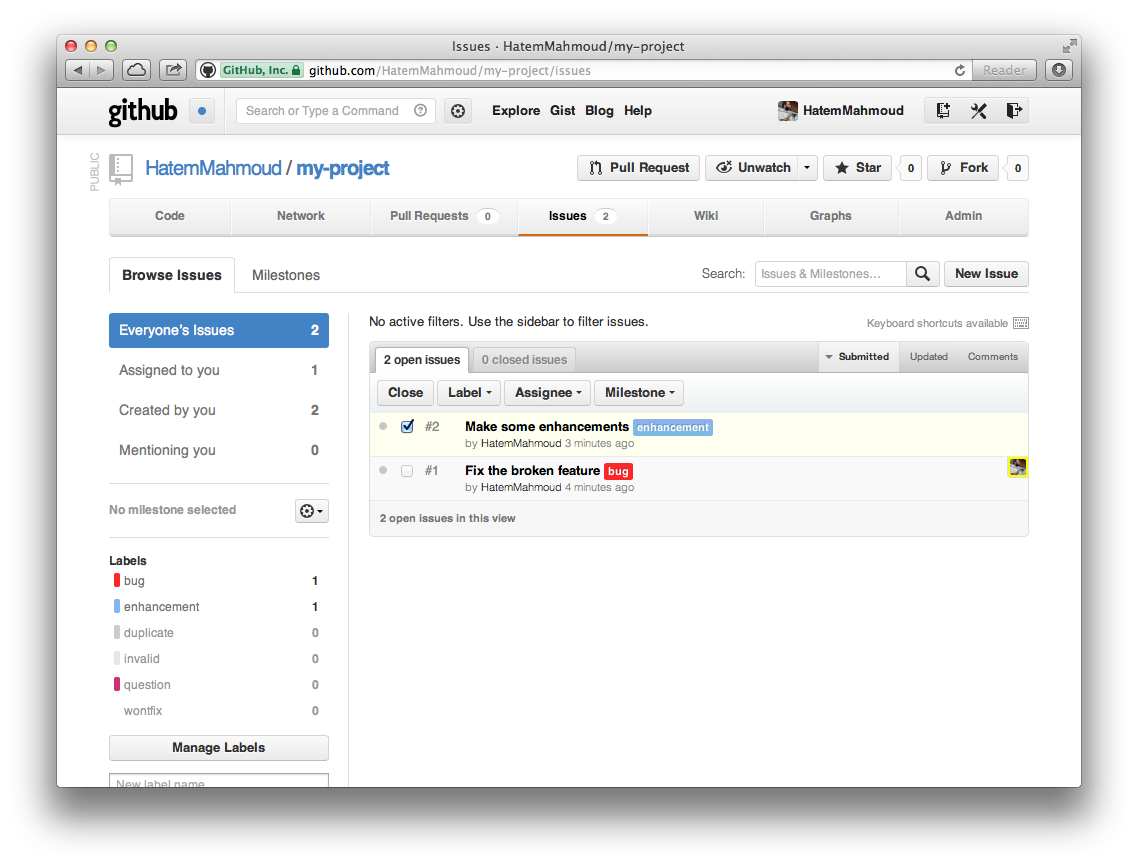 Issues · HatemMahmoud/my-project
GitHub, Inc. github.com/HatemMahmoud/my-project/issues Reader
github Search or Type a Command Explore Gist Blog Help HatemMahmoud
PUBLIC
HatemMahmoud / my-project Pull Request Unwatch Star 0 Fork 0
Code Network Pull Requests 0 Issues 2 Wiki Graphs Admin
Browse Issues Milestones Search: Issues & Milestones... New Issue
Everyone's Issues 2
Assigned to you 1
Created by you 2
Mentioning you 0
No milestone selected
Labels
bug 1
enhancement 1
duplicate 0
invalid 0
question 0
wontfix 0
Manage Labels
New label name
No active filters. Use the sidebar to filter issues. Keyboard shortcuts available
2 open issues 0 closed issues Submitted Updated Comments
Close Label Assignee Milestone
#2 Make some enhancements enhancement
by HatemMahmoud 3 minutes ago
#1 Fix the broken feature bug
by HatemMahmoud 4 minutes ago
2 open issues in this view